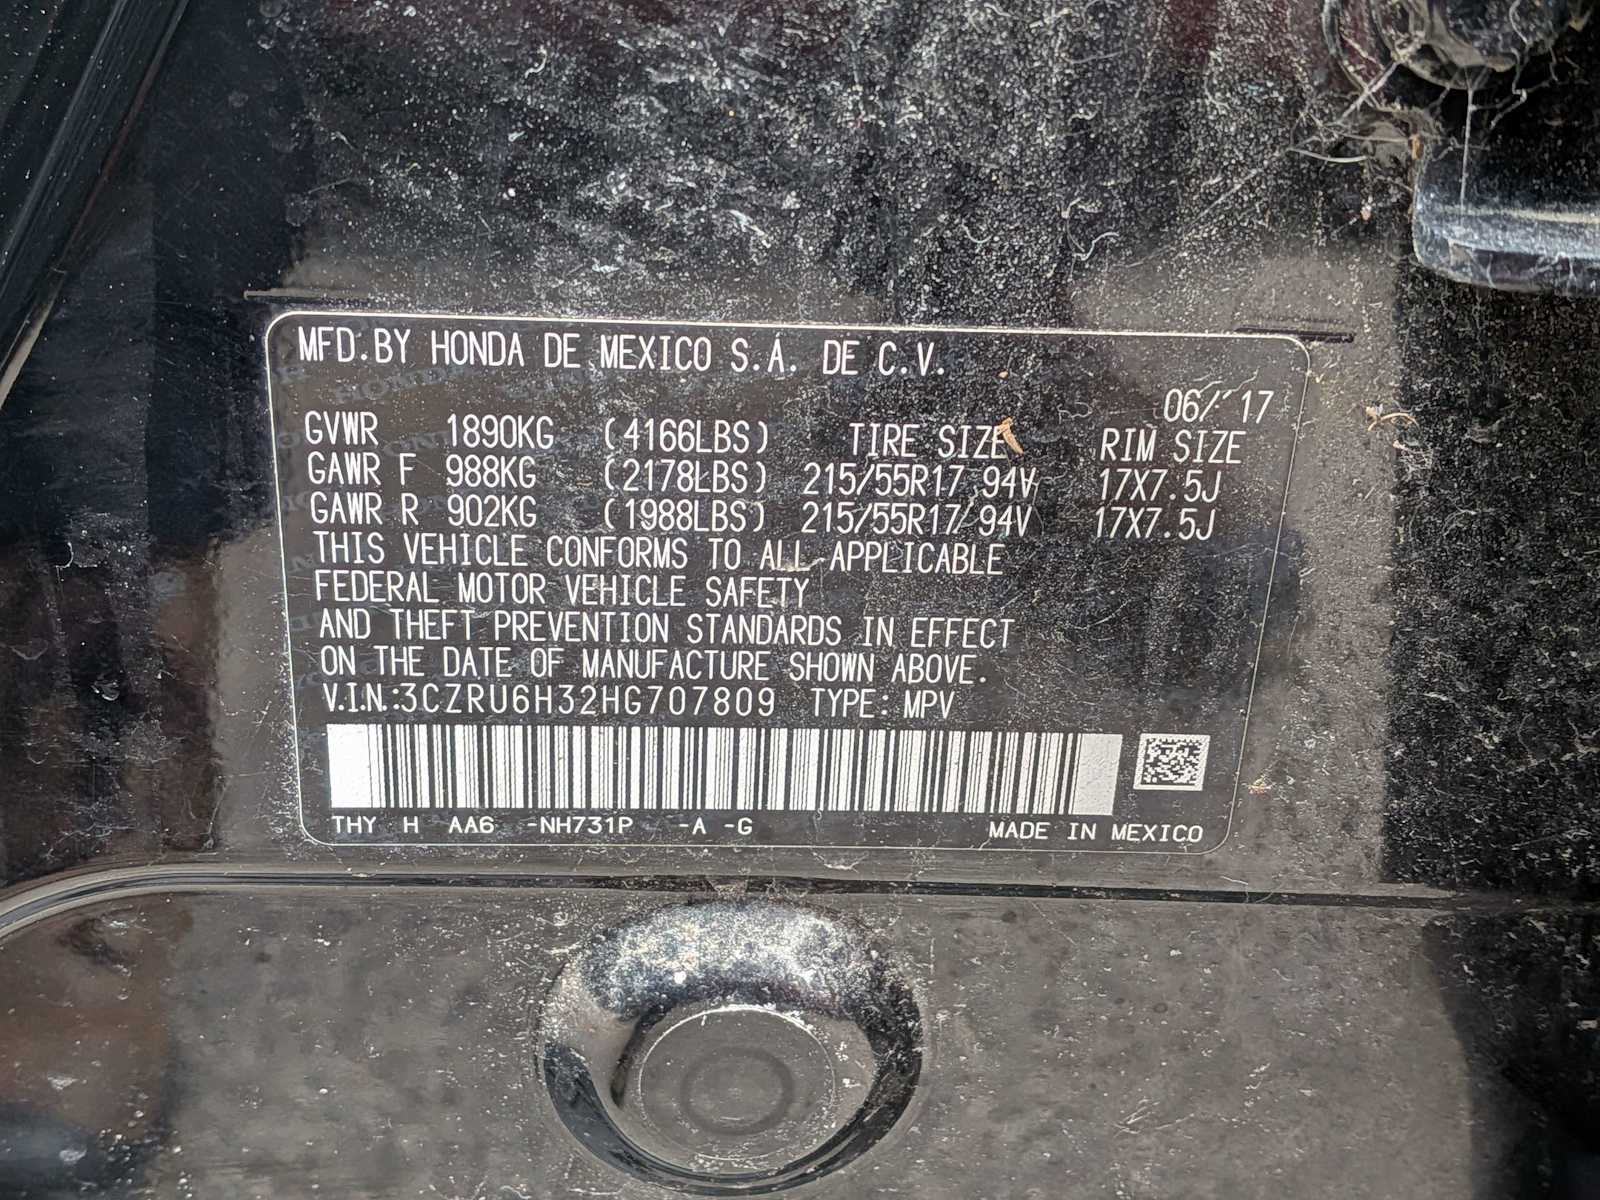 MFD.BY HONDA DE MEXICO S.A. DE C.V.
06/'17
GVWR 1890KG (4166LBS) TIRE SIZE RIM SIZE
GAWR F 988KG (2178LBS) 215/55R17 94V 17X7.5J
GAWR R 902KG (1988LBS) 215/55R17 94V 17X7.5J
THIS VEHICLE CONFORMS TO ALL APPLICABLE
FEDERAL MOTOR VEHICLE SAFETY
AND THEFT PREVENTION STANDARDS IN EFFECT
ON THE DATE OF MANUFACTURE SHOWN ABOVE.
V.I.N.:3CZRU6H32HG707809 TYPE: MPV
THY H AA6 -NH731P -A -G MADE IN MEXICO